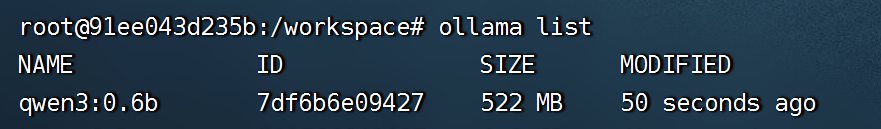 root@91ee043d235b:/workspace# ollama list
NAME ID SIZE MODIFIED
qwen3:0.6b 7df6b6e09427 522 MB 50 seconds ago